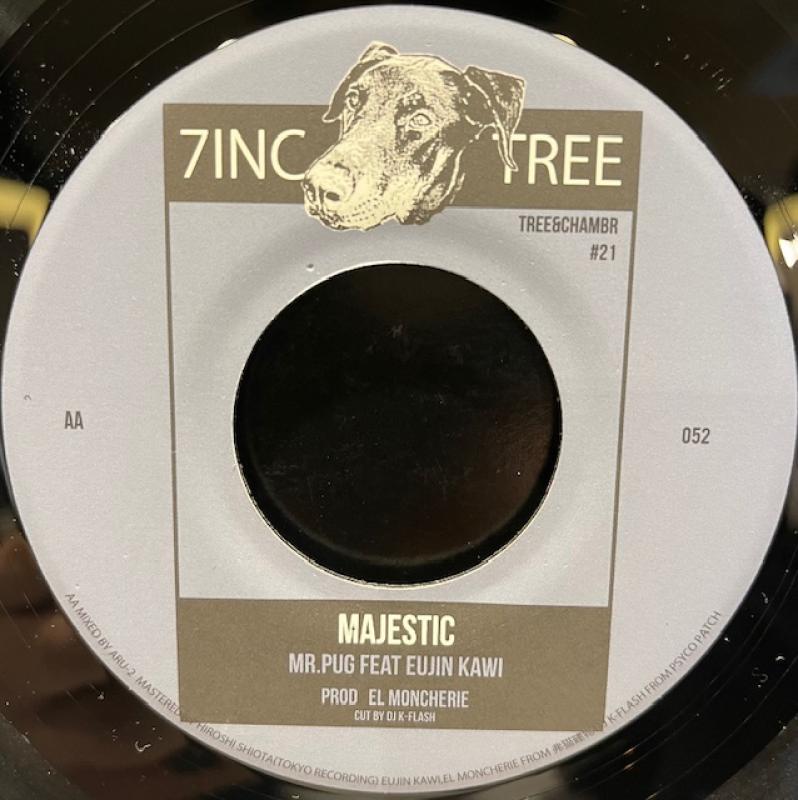 7INC TREE
TREE&CHAMBR
#21
AA
052
MAJESTIC
MR.PUG FEAT EUJIN KAWI
PROD EL MONCHERIE
CUT BY DJ K-FLASH
AA MIXED BY ARU-2 MASTERED HIROSHI SHIOTA(TOKYO RECORDING) EUJIN KAWI,EL MONCHERIE FROM K-FLASH FROM PSYCO PATCH